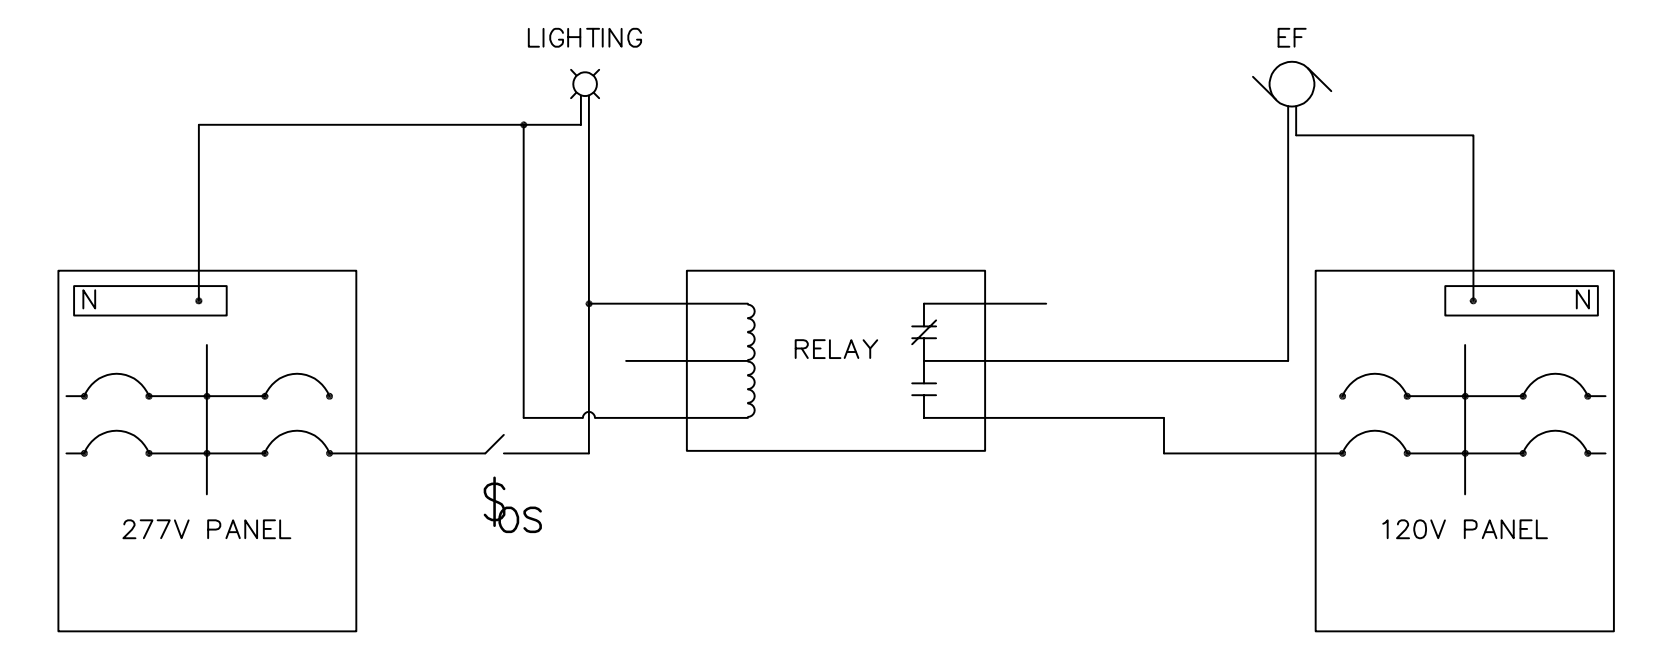 LIGHTING
EF
N
N
RELAY
$OS
277V PANEL
120V PANEL